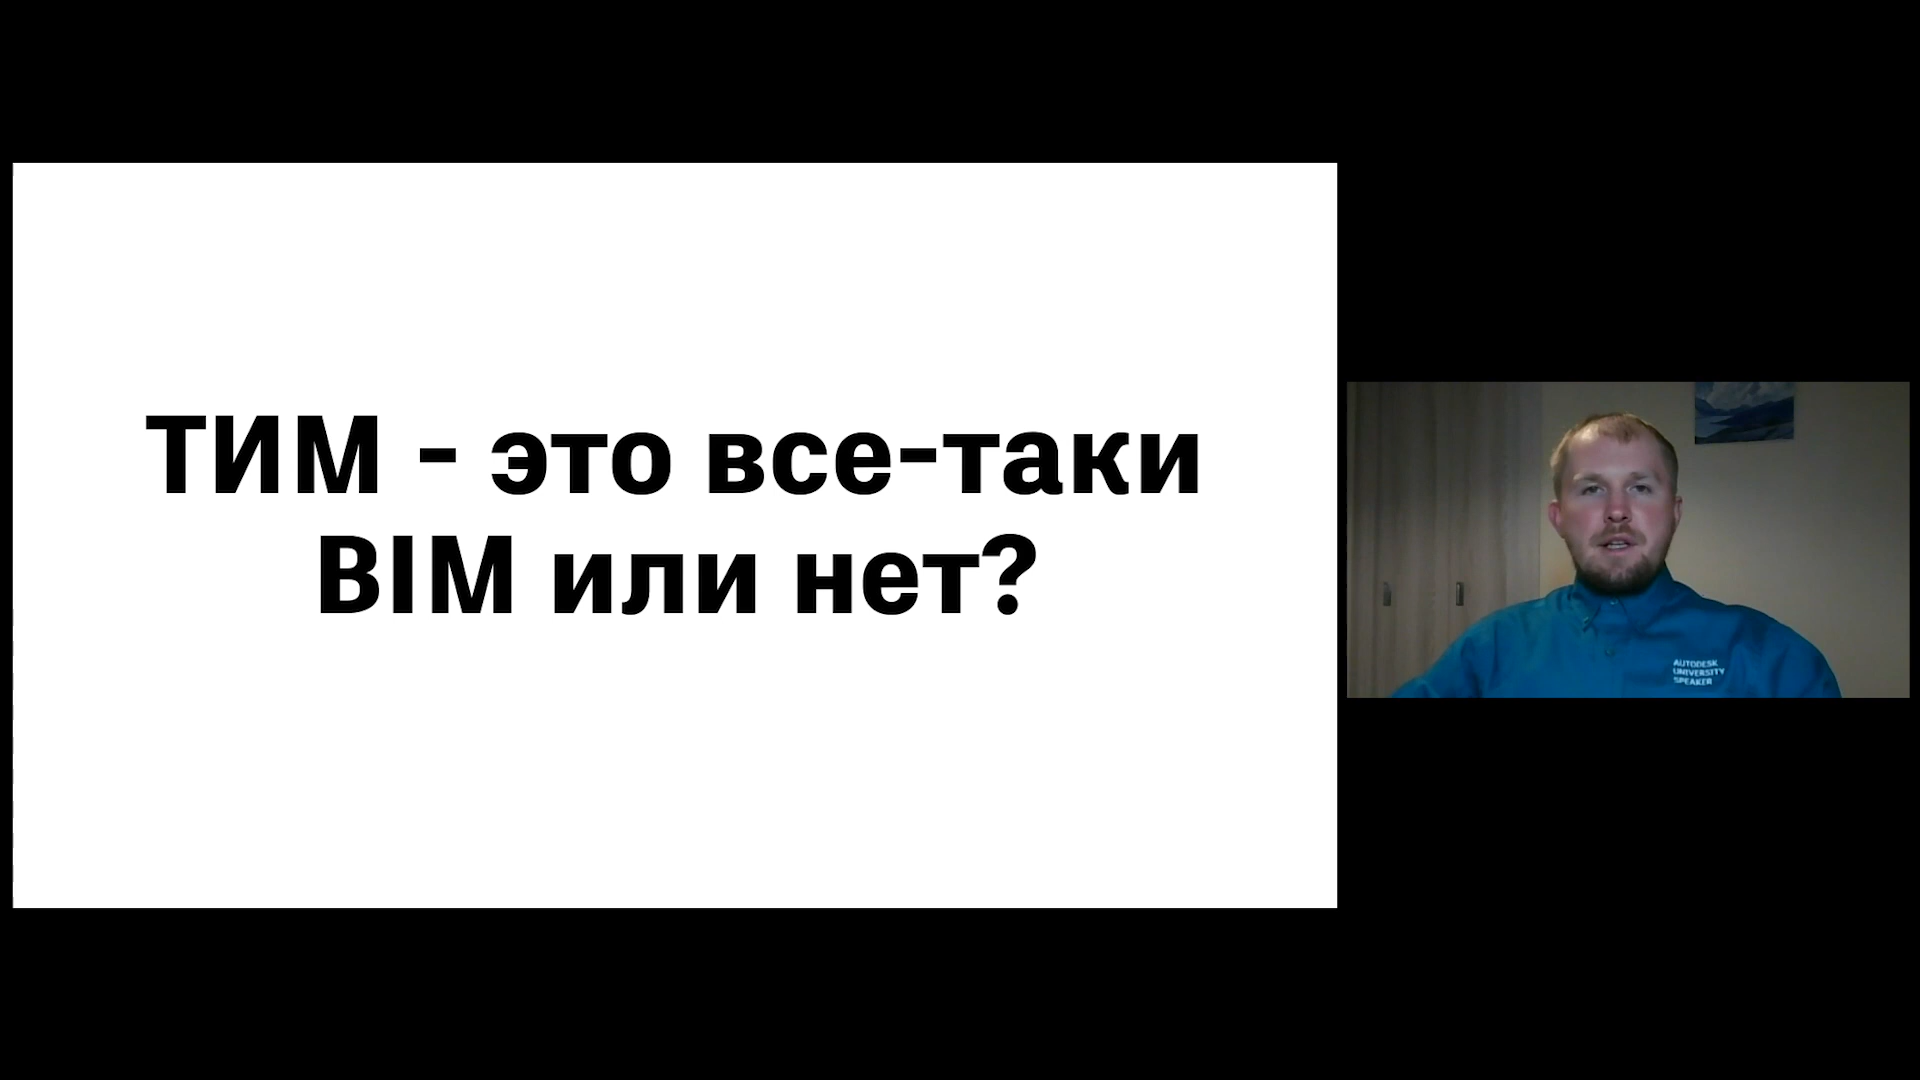 ТИМ - это все-таки
BIM или нет?
AUTODESK
UNIVERSITY
SPEAKER